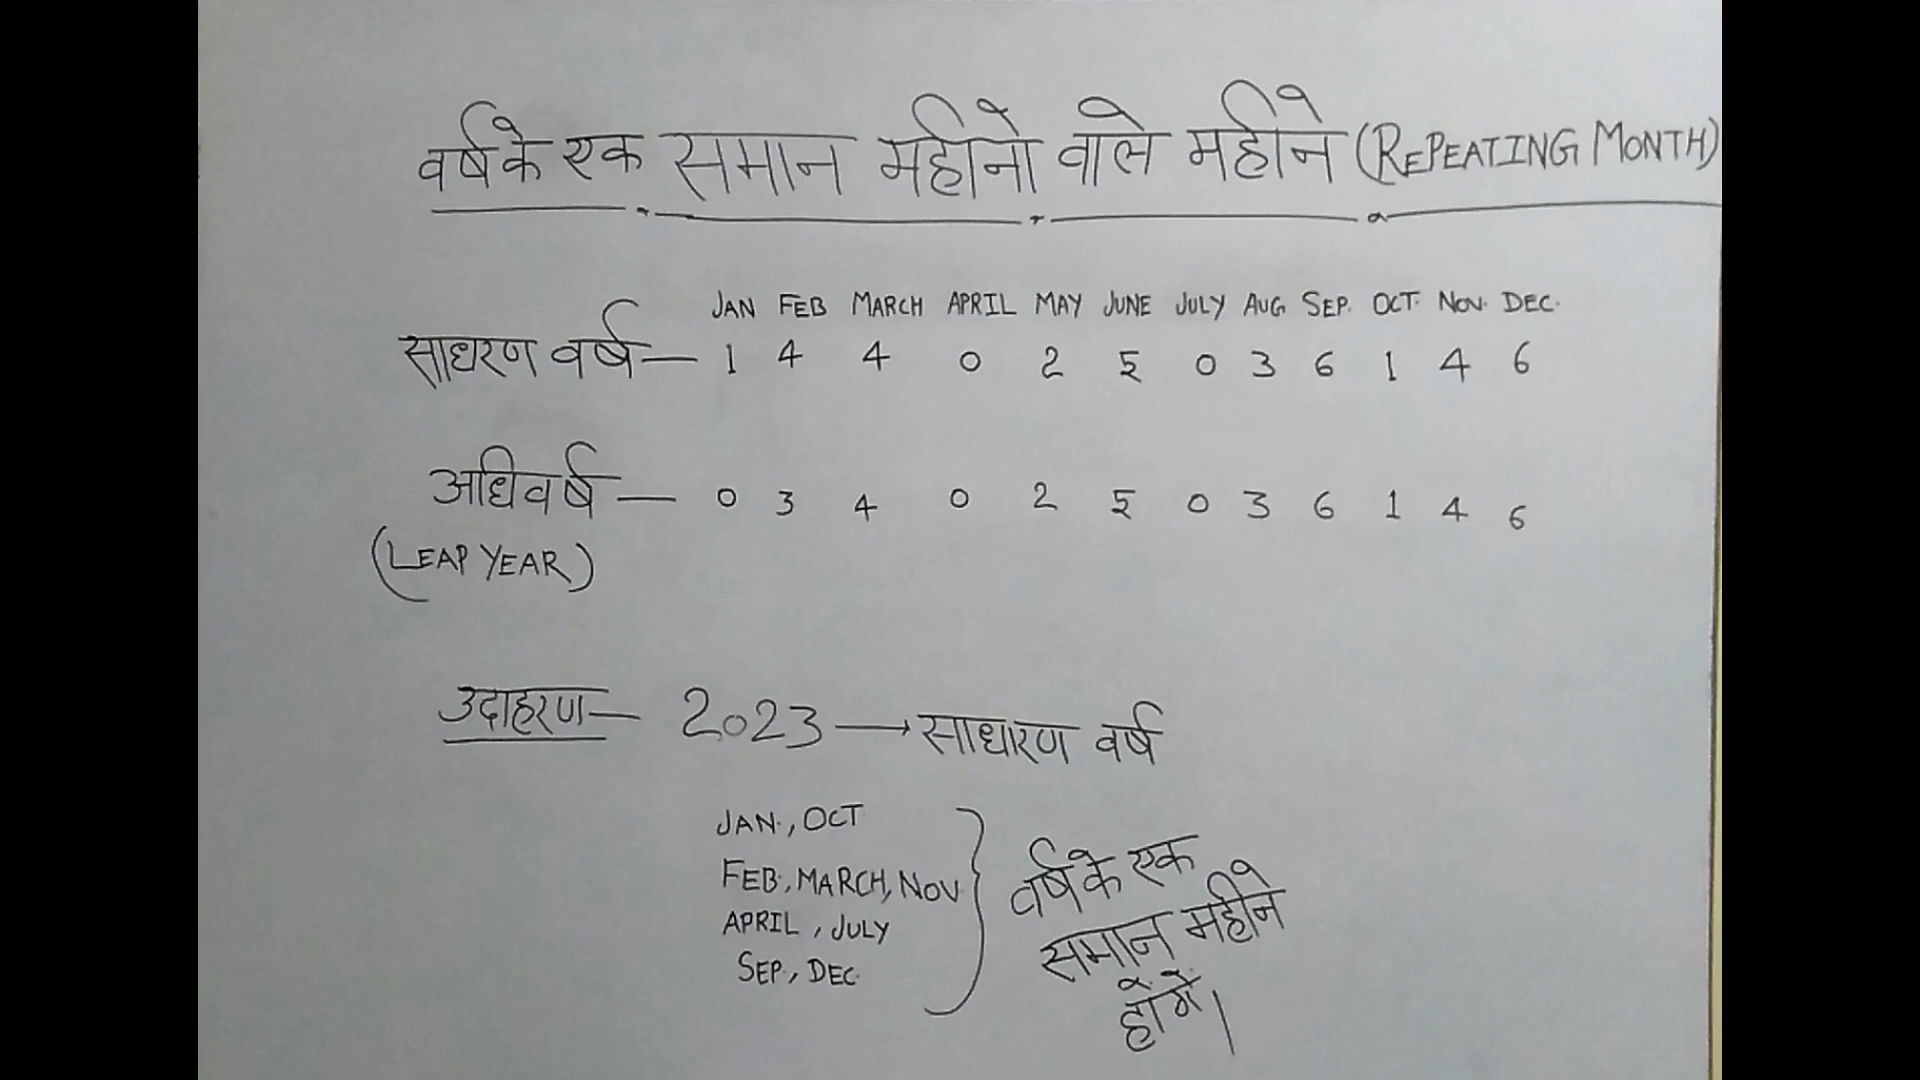 वर्ष के एक समान महीनो वाले महीने (REPEATING MONTH)
JAN FEB MARCH APRIL MAY JUNE JULY AUG. SEP. OCT. NOV. DEC.
साधरण वर्ष — 1 4 4 0 2 5 0 3 6 1 4 6
अधिवर्ष — 0 3 4 0 2 5 0 3 6 1 4 6
(LEAP YEAR)
उदाहरण — 2023 → साधारण वर्ष
JAN., OCT
FEB., MARCH, NOV.
APRIL, JULY
SEP., DEC.
वर्ष के एक
समान महीने
होंगें।